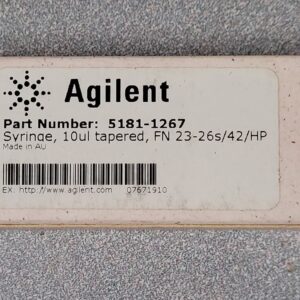 Agilent
Part Number: 5181-1267
Syringe, 10ul tapered, FN 23-26s/42/HP
Made in AU
EX: http://www.agilent.com 07671910